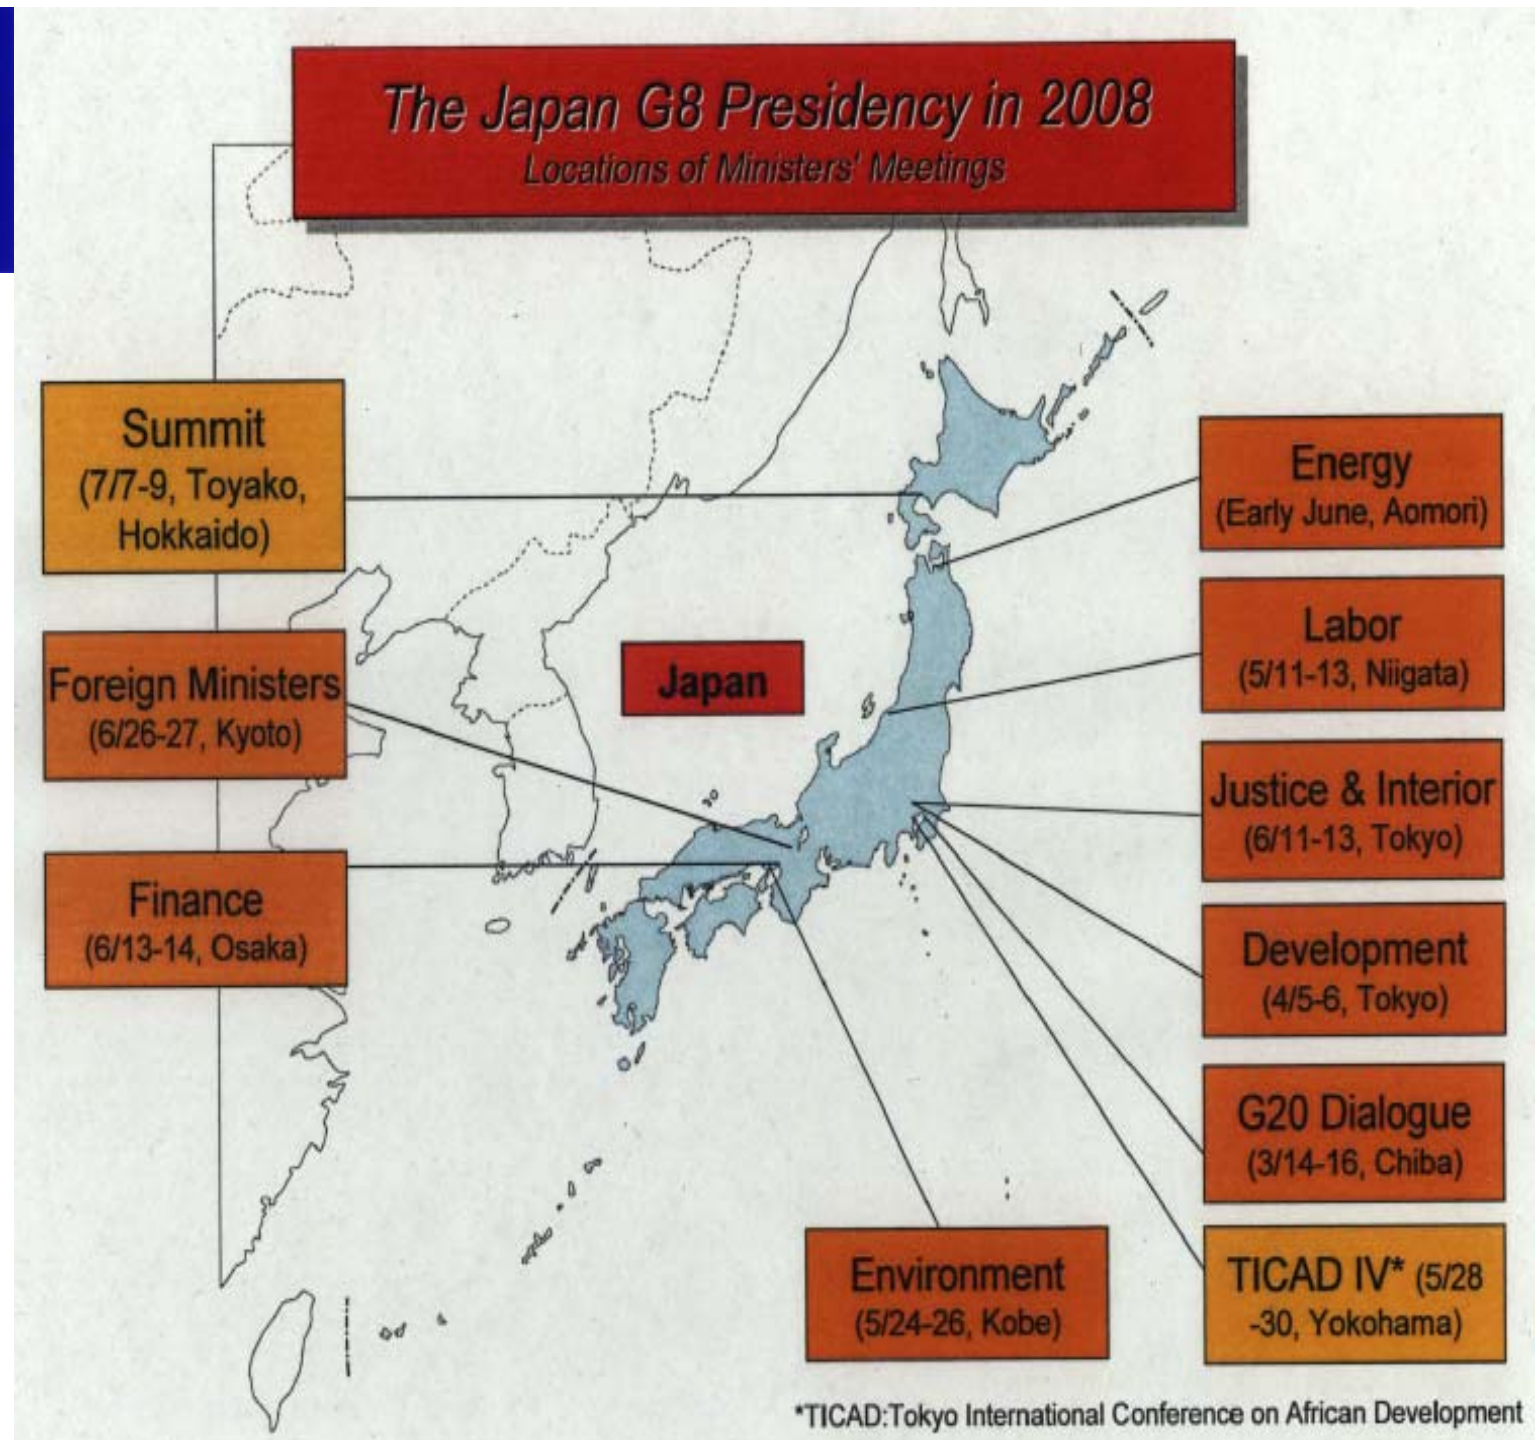 The Japan G8 Presidency in 2008
Locations of Ministers' Meetings
Summit
(7/7-9, Toyako,
Hokkaido)
Foreign Ministers
(6/26-27, Kyoto)
Finance
(6/13-14, Osaka)
Japan
Energy
(Early June, Aomori)
Labor
(5/11-13, Niigata)
Justice & Interior
(6/11-13, Tokyo)
Development
(4/5-6, Tokyo)
G20 Dialogue
(3/14-16, Chiba)
TICAD IV* (5/28
-30, Yokohama)
Environment
(5/24-26, Kobe)
*TICAD:Tokyo International Conference on African Development